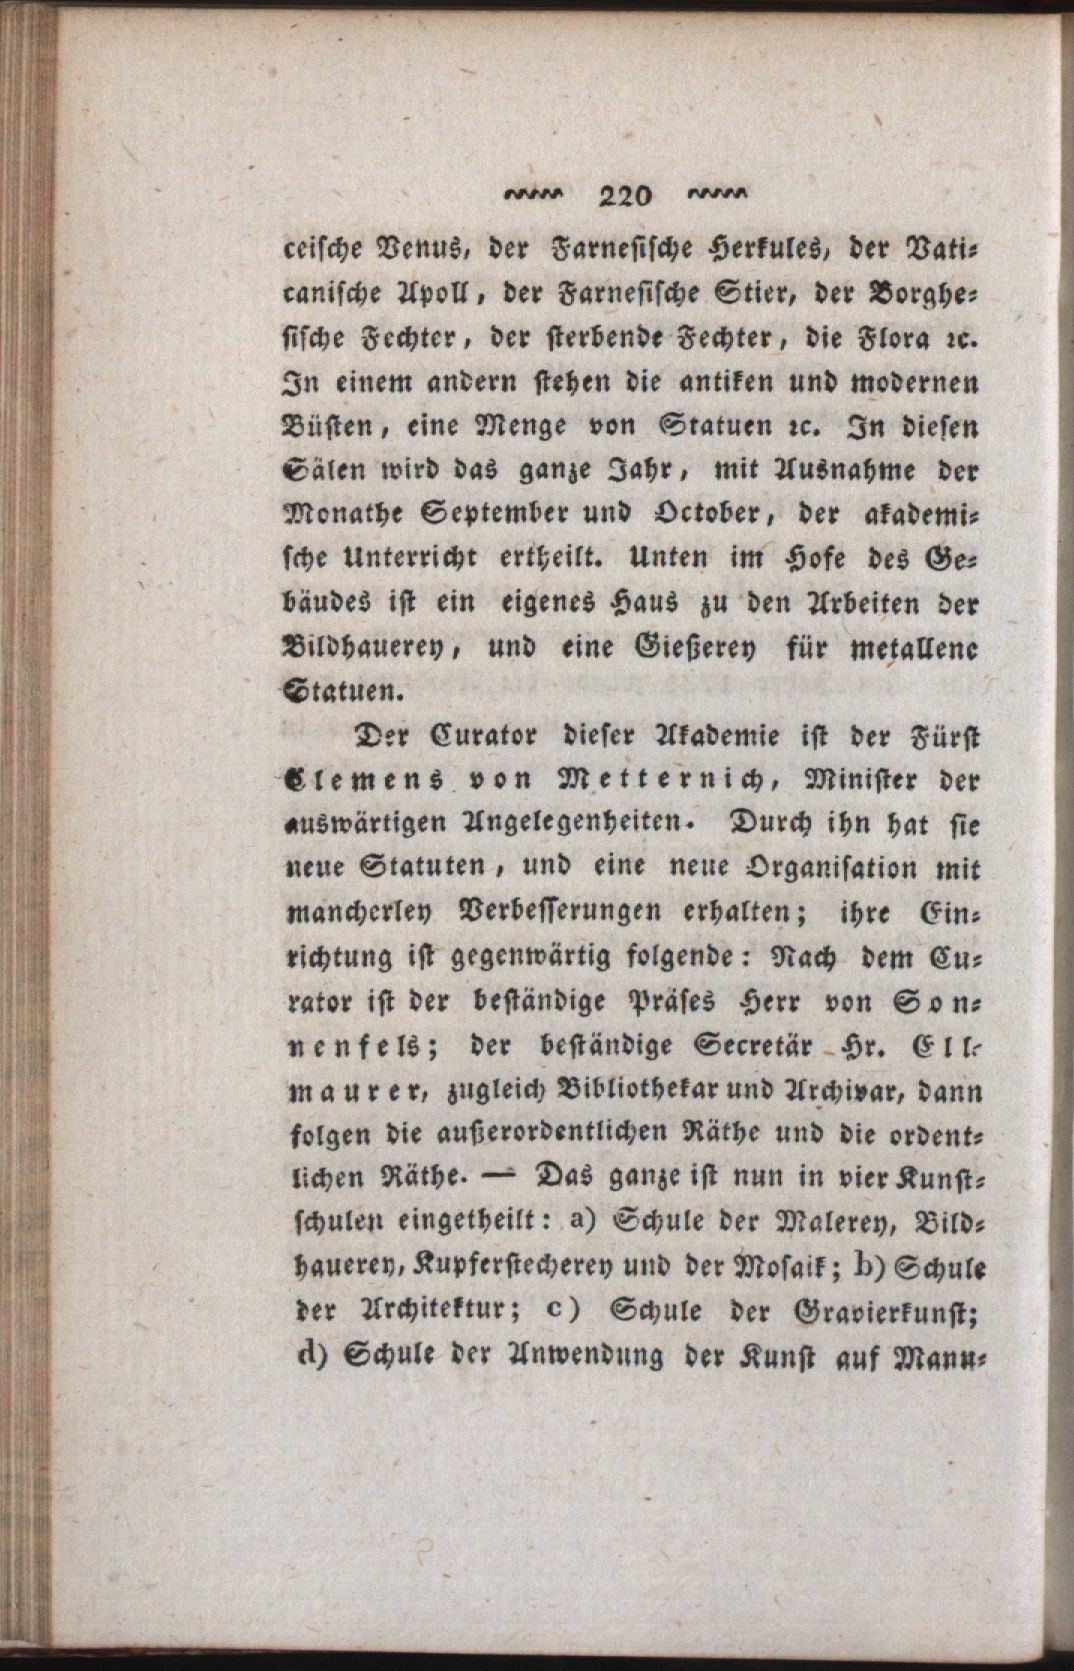 ~~~ 220 ~~~
ceische Venus, der Farnesische Herkules, der Vati⸗
canische Apoll, der Farnesische Stier, der Borghe⸗
sische Fechter, der sterbende Fechter, die Flora ꝛc.
In einem andern stehen die antiken und modernen
Büsten, eine Menge von Statuen ꝛc. In diesen
Sälen wird das ganze Jahr, mit Ausnahme der
Monathe September und October, der akademi⸗
sche Unterricht ertheilt. Unten im Hofe des Ge⸗
bäudes ist ein eigenes Haus zu den Arbeiten der
Bildhauerey, und eine Gießerey für metallene
Statuen.
Der Curator dieser Akademie ist der Fürst
Clemens von Metternich, Minister der
auswärtigen Angelegenheiten. Durch ihn hat sie
neue Statuten, und eine neue Organisation mit
mancherley Verbesserungen erhalten; ihre Ein⸗
richtung ist gegenwärtig folgende: Nach dem Cu⸗
rator ist der beständige Präses Herr von Son⸗
nenfels; der beständige Secretär Hr. Ell⸗
maurer, zugleich Bibliothekar und Archivar, dann
folgen die außerordentlichen Räthe und die ordent⸗
lichen Räthe. — Das ganze ist nun in vier Kunst⸗
schulen eingetheilt: a) Schule der Malerey, Bild⸗
hauerey, Kupferstecherey und der Mosaik; b) Schule
der Architektur; c) Schule der Gravierkunst;
d) Schule der Anwendung der Kunst auf Manu⸗